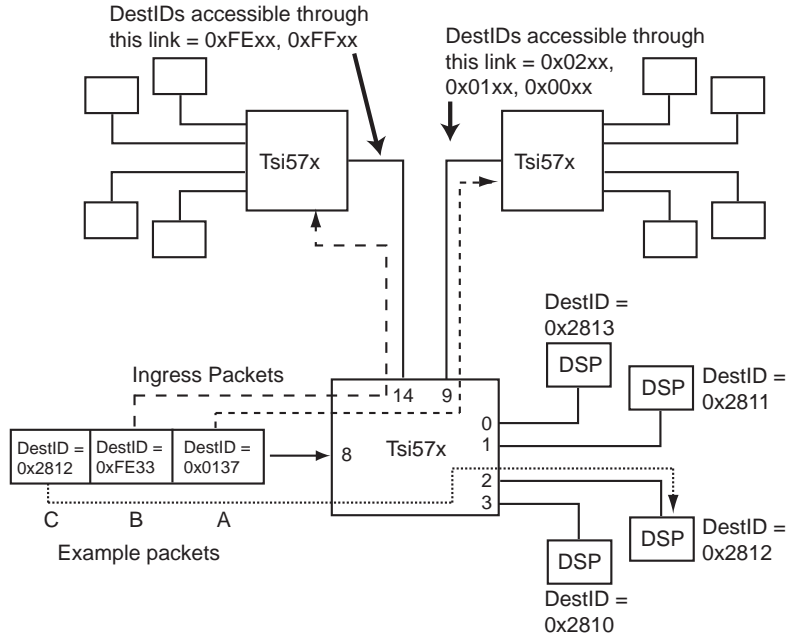 DestIDs accessible through
this link = 0xFExx, 0xFFxx
DestIDs accessible through
this link = 0x02xx,
0x01xx, 0x00xx
Tsi57x
Tsi57x
DestID =
0x2813
Ingress Packets
14
9
DSP
DSP
DestID =
0x2811
0
1
DestID =
0x2812
DestID =
0xFE33
DestID =
0x0137
8
Tsi57x
2
3
C
B
A
Example packets
DSP
DestID =
0x2812
DSP
DestID =
0x2810